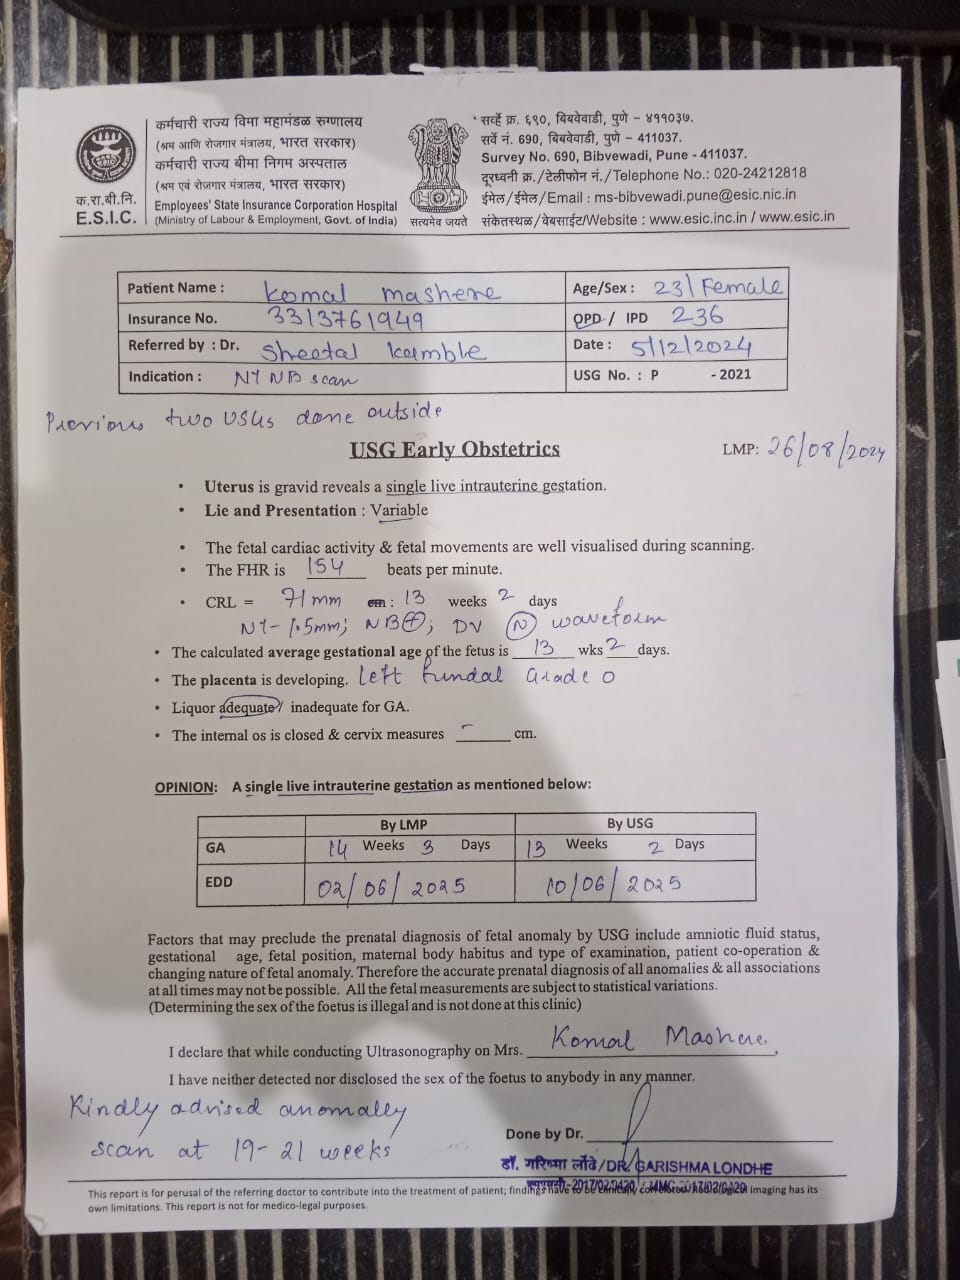 कर्मचारी राज्य विमा महामंडळ रुग्णालय
(श्रम आणि रोजगार मंत्रालय, भारत सरकार)
कर्मचारी राज्य बीमा निगम अस्पताल
(श्रम एवं रोजगार मंत्रालय, भारत सरकार)
Employees' State Insurance Corporation Hospital
(Ministry of Labour & Employment, Govt. of India)
क.रा.बी.नि.
E.S.I.C.
सत्यमेव जयते
सर्व्हे क्र. ६९०, बिबवेवाडी, पुणे - ४११०३७.
सर्वे नं. 690, बिबवेवाडी, पुणे - 411037.
Survey No. 690, Bibvewadi, Pune - 411037.
दूरध्वनी क्र./टेलीफोन नं./Telephone No.: 020-24212818
ईमेल/ईमेल/Email : ms-bibvewadi.pune@esic.nic.in
संकेतस्थळ/वेबसाईट/Website : www.esic.inc.in / www.esic.in
Patient Name : Komal mashere Age/Sex : 23/Female
Insurance No. 3313761949 OPD / IPD 236
Referred by : Dr. Sheetal Kamble Date : 5/12/2024
Indication : NT NB scan USG No. : P - 2021
Previous two USGs done outside
USG Early Obstetrics LMP: 26/08/2024
• Uterus is gravid reveals a single live intrauterine gestation.
• Lie and Presentation : Variable
• The fetal cardiac activity & fetal movements are well visualised during scanning.
• The FHR is 154 beats per minute.
• CRL = 71mm cm : 13 weeks 2 days
NT- 1.5mm; NB⊕; DV Ⓝ waveform
• The calculated average gestational age of the fetus is 13 wks 2 days.
• The placenta is developing. Left Fundal Grade 0
• Liquor adequate/ inadequate for GA.
• The internal os is closed & cervix measures - cm.
OPINION: A single live intrauterine gestation as mentioned below:
By LMP By USG
GA 14 Weeks 3 Days 13 Weeks 2 Days
EDD 02/06/2025 10/06/2025
Factors that may preclude the prenatal diagnosis of fetal anomaly by USG include amniotic fluid status,
gestational age, fetal position, maternal body habitus and type of examination, patient co-operation &
changing nature of fetal anomaly. Therefore the accurate prenatal diagnosis of all anomalies & all associations
at all times may not be possible. All the fetal measurements are subject to statistical variations.
(Determining the sex of the foetus is illegal and is not done at this clinic)
I declare that while conducting Ultrasonography on Mrs. Komal Mashere,
I have neither detected nor disclosed the sex of the foetus to anybody in any manner.
Kindly advised anomally
scan at 19-21 weeks
Done by Dr.
डॉ. गरिष्मा लोंढे/DR. GARISHMA LONDHE
This report is for perusal of the referring doctor to contribute into the treatment of patient; findings have to be imaging has its
own limitations. This report is not for medico-legal purposes.